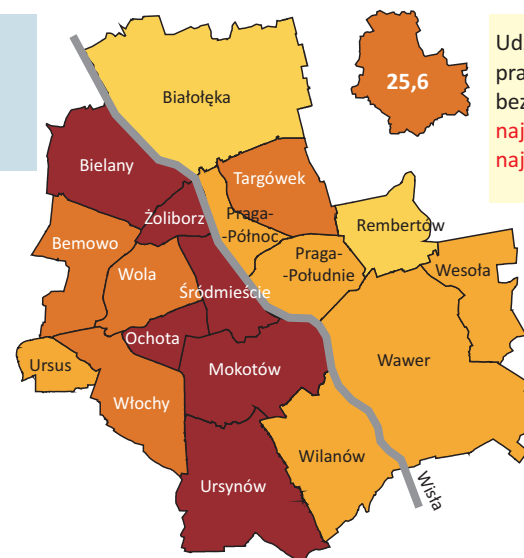 25,6
Białołęka
Bielany
Targówek
Żoliborz
Praga-
-Północ
Rembertów
Bemowo
Wola
Praga-
-Południe
Wesoła
Śródmieście
Ochota
Ursus
Mokotów
Wawer
Włochy
Wilanów
Ursynów
Wisła